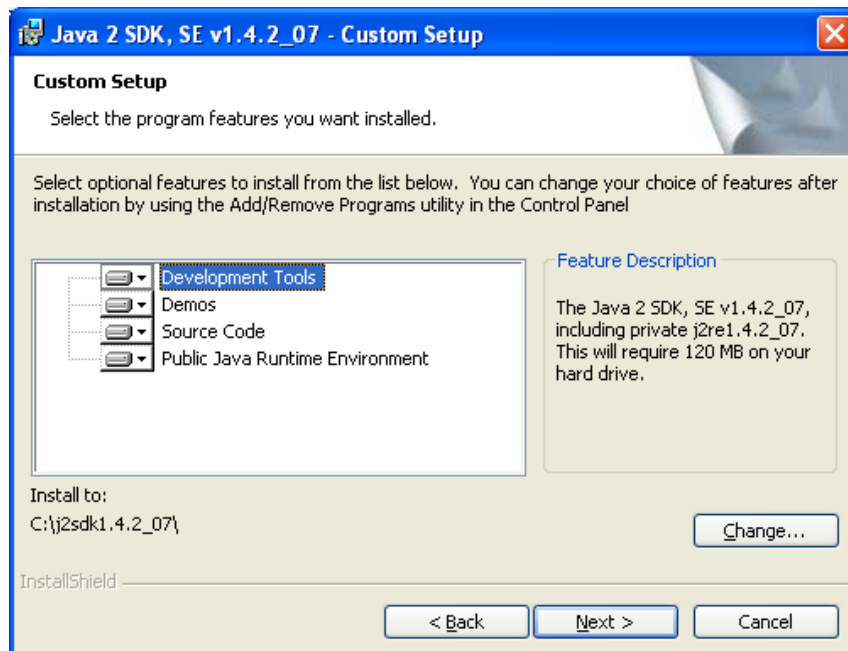 Java 2 SDK, SE v1.4.2_07 - Custom Setup
Custom Setup
Select the program features you want installed.
Select optional features to install from the list below.  You can change your choice of features after
installation by using the Add/Remove Programs utility in the Control Panel
Development Tools
Demos
Source Code
Public Java Runtime Environment
Feature Description
The Java 2 SDK, SE v1.4.2_07,
including private j2re1.4.2_07.
This will require 120 MB on your
hard drive.
Install to:
C:\j2sdk1.4.2_07\
Change...
InstallShield
< Back
Next >
Cancel